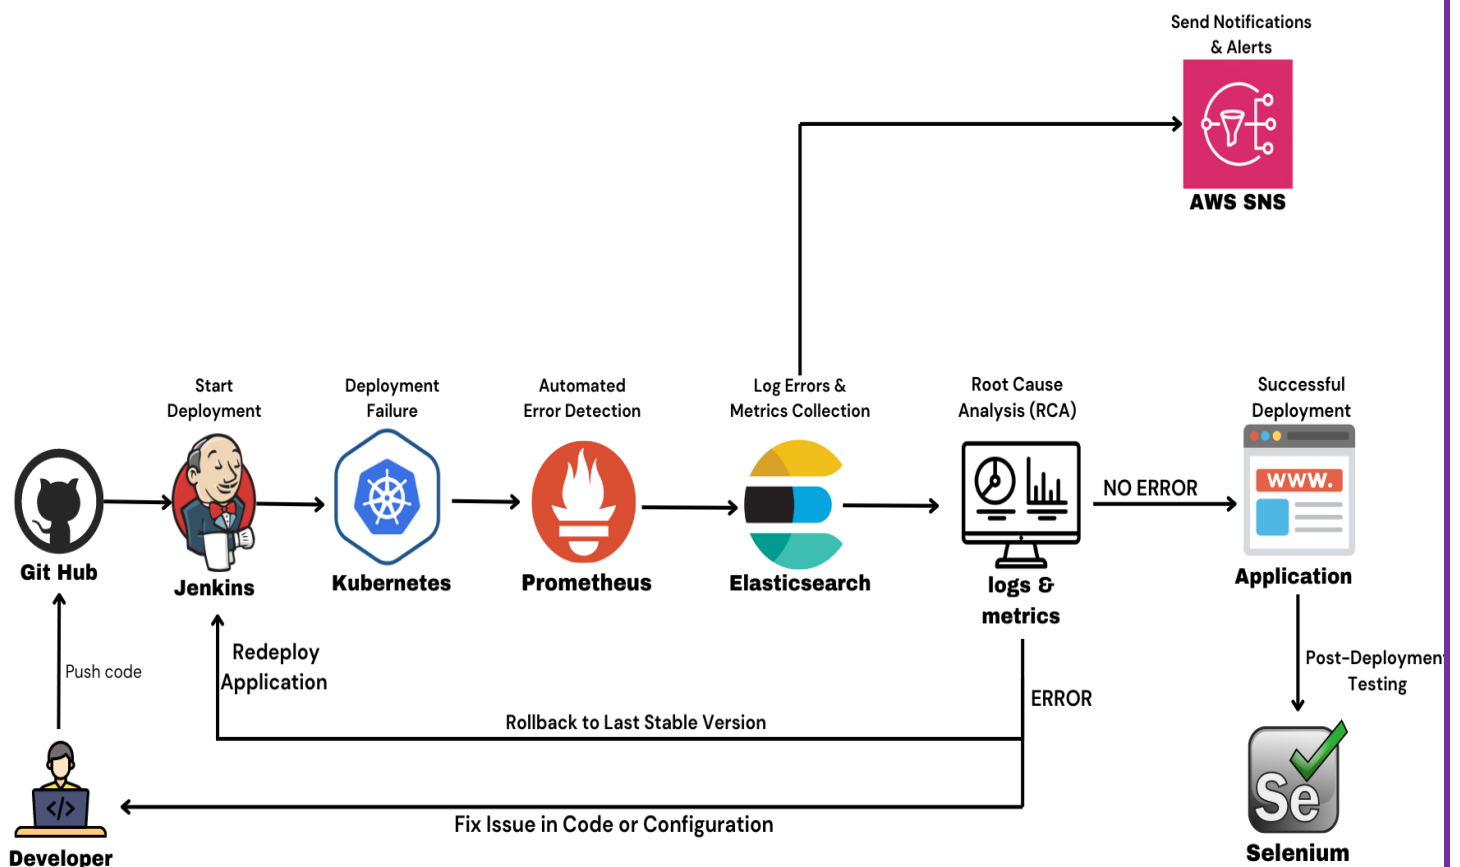 Send Notifications
& Alerts
AWS SNS
Start
Deployment
Deployment
Failure
Automated
Error Detection
Log Errors &
Metrics Collection
Root Cause
Analysis (RCA)
Successful
Deployment
NO ERROR
www.
Git Hub
Jenkins
Kubernetes
Prometheus
Elasticsearch
logs &
metrics
Application
Push code
Redeploy
Application
ERROR
Post-Deployment
Testing
Rollback to Last Stable Version
Se
</>
Fix Issue in Code or Configuration
Developer
Selenium